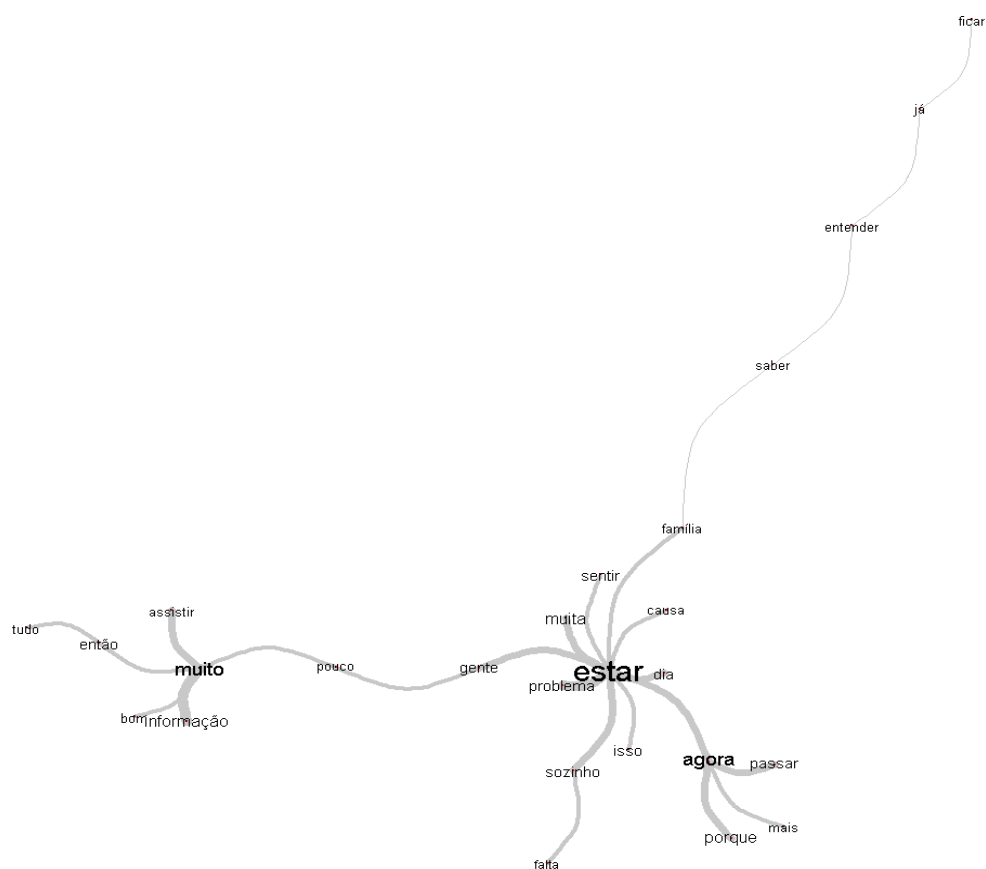 ficar
já
entender
saber
família
sentir
causa
assistir
muita
tudo
então
muito
pouco
gente
estar
dia
problema
bom
informação
isso
agora
passar
sozinho
mais
porque
falta